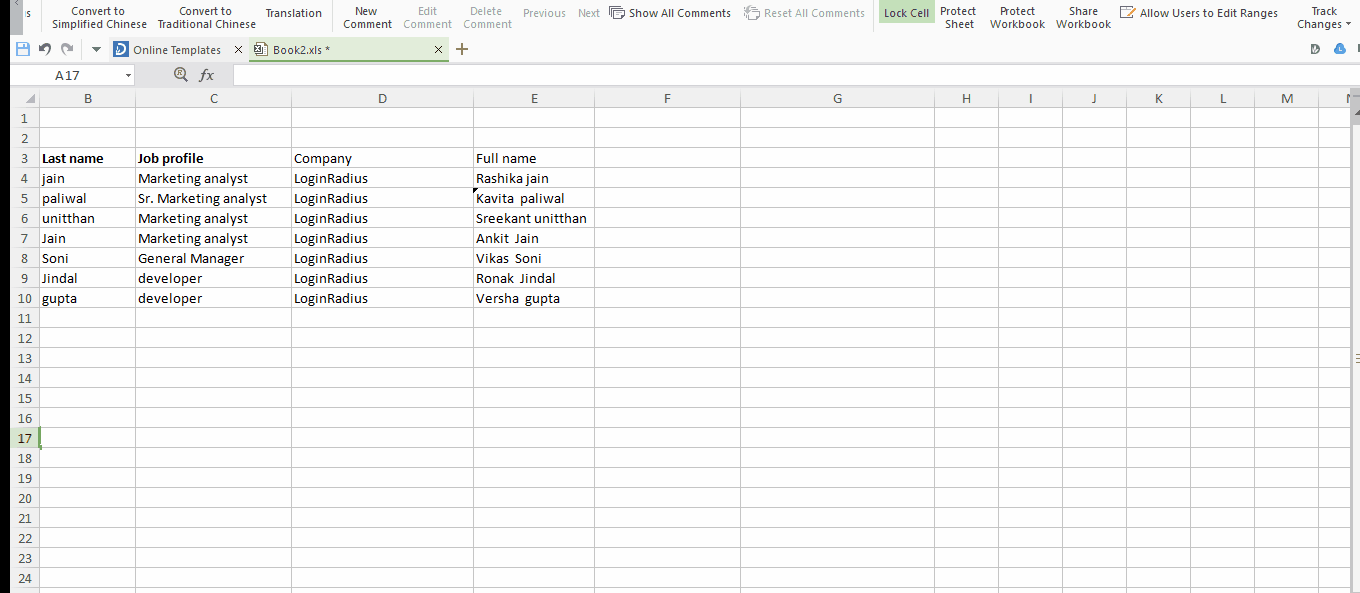 s Convert to Simplified Chinese Convert to Traditional Chinese Translation New Comment Edit Comment Delete Comment Previous Next Show All Comments Reset All Comments Lock Cell Protect Sheet Protect Workbook Share Workbook Allow Users to Edit Ranges Track Changes
Online Templates Book2.xls *
A17 fx
B C D E F G H I J K L M
1
2
3 Last name Job profile Company Full name
4 jain Marketing analyst LoginRadius Rashika jain
5 paliwal Sr. Marketing analyst LoginRadius Kavita  paliwal
6 unitthan Marketing analyst LoginRadius Sreekant unitthan
7 Jain Marketing analyst LoginRadius Ankit  Jain
8 Soni General Manager LoginRadius Vikas  Soni
9 Jindal developer LoginRadius Ronak  Jindal
10 gupta developer LoginRadius Versha  gupta
11
12
13
14
15
16
17
18
19
20
21
22
23
24